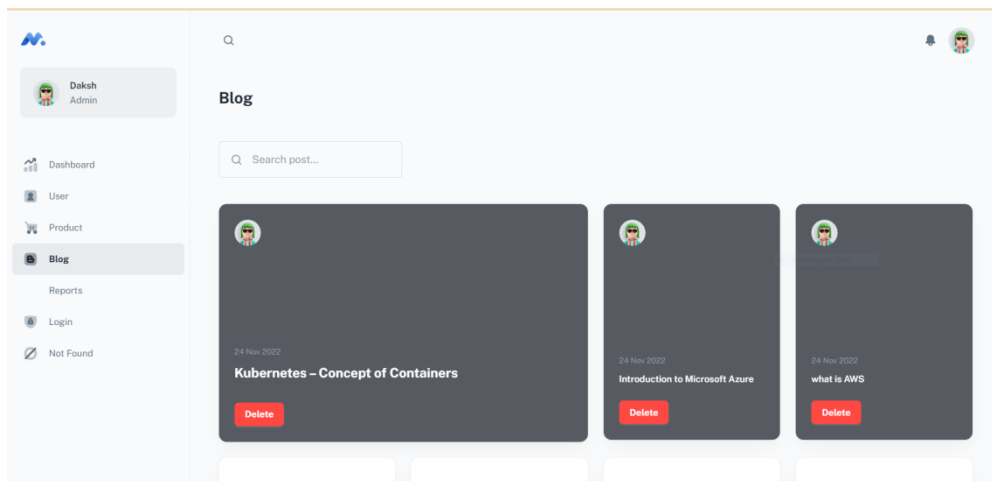 Daksh
Admin
Dashboard
User
Product
Blog
Reports
Login
Not Found
Blog
Search post...
24 Nov 2022
Kubernetes – Concept of Containers
Delete
24 Nov 2022
Introduction to Microsoft Azure
Delete
24 Nov 2022
what is AWS
Delete